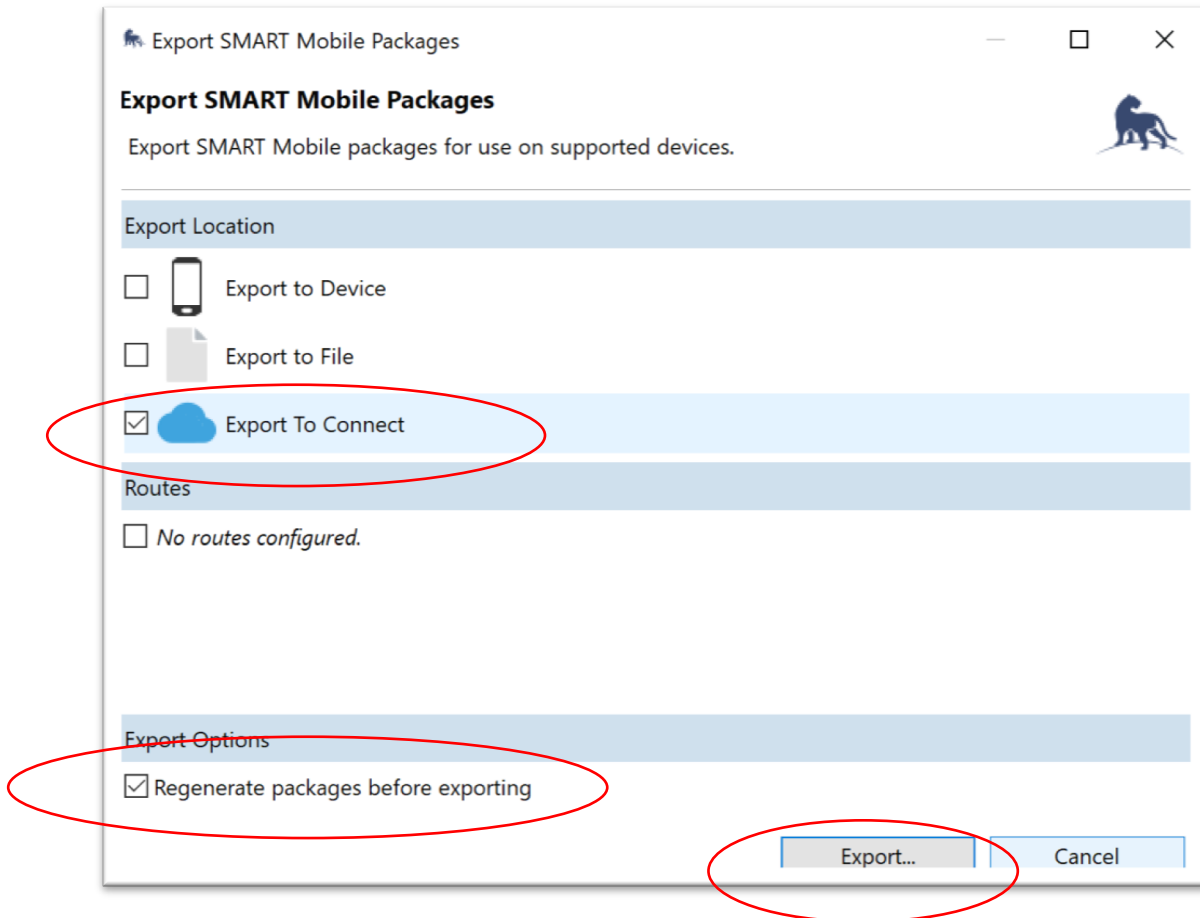 Export SMART Mobile Packages
Export SMART Mobile Packages
Export SMART Mobile packages for use on supported devices.
Export Location
Export to Device
Export to File
Export To Connect
Routes
No routes configured.
Export Options
Regenerate packages before exporting
Export... Cancel